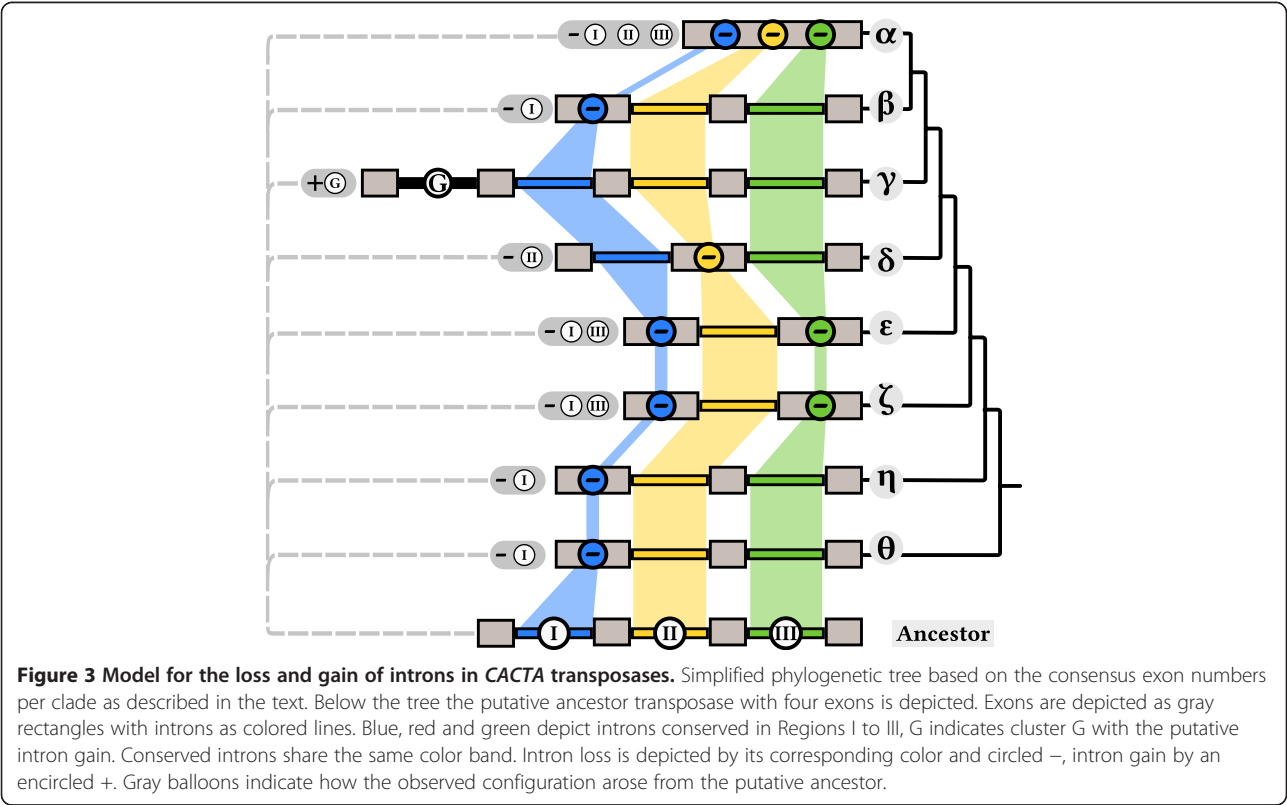 - I II III − − − α
- I − β
+ G G γ
- II − δ
- I III − − ε
- I III − − ζ
- I − η
- I − θ
I II III Ancestor
Figure 3 Model for the loss and gain of introns in CACTA transposases. Simplified phylogenetic tree based on the consensus exon numbers
per clade as described in the text. Below the tree the putative ancestor transposase with four exons is depicted. Exons are depicted as gray
rectangles with introns as colored lines. Blue, red and green depict introns conserved in Regions I to III, G indicates cluster G with the putative
intron gain. Conserved introns share the same color band. Intron loss is depicted by its corresponding color and circled −, intron gain by an
encircled +. Gray balloons indicate how the observed configuration arose from the putative ancestor.